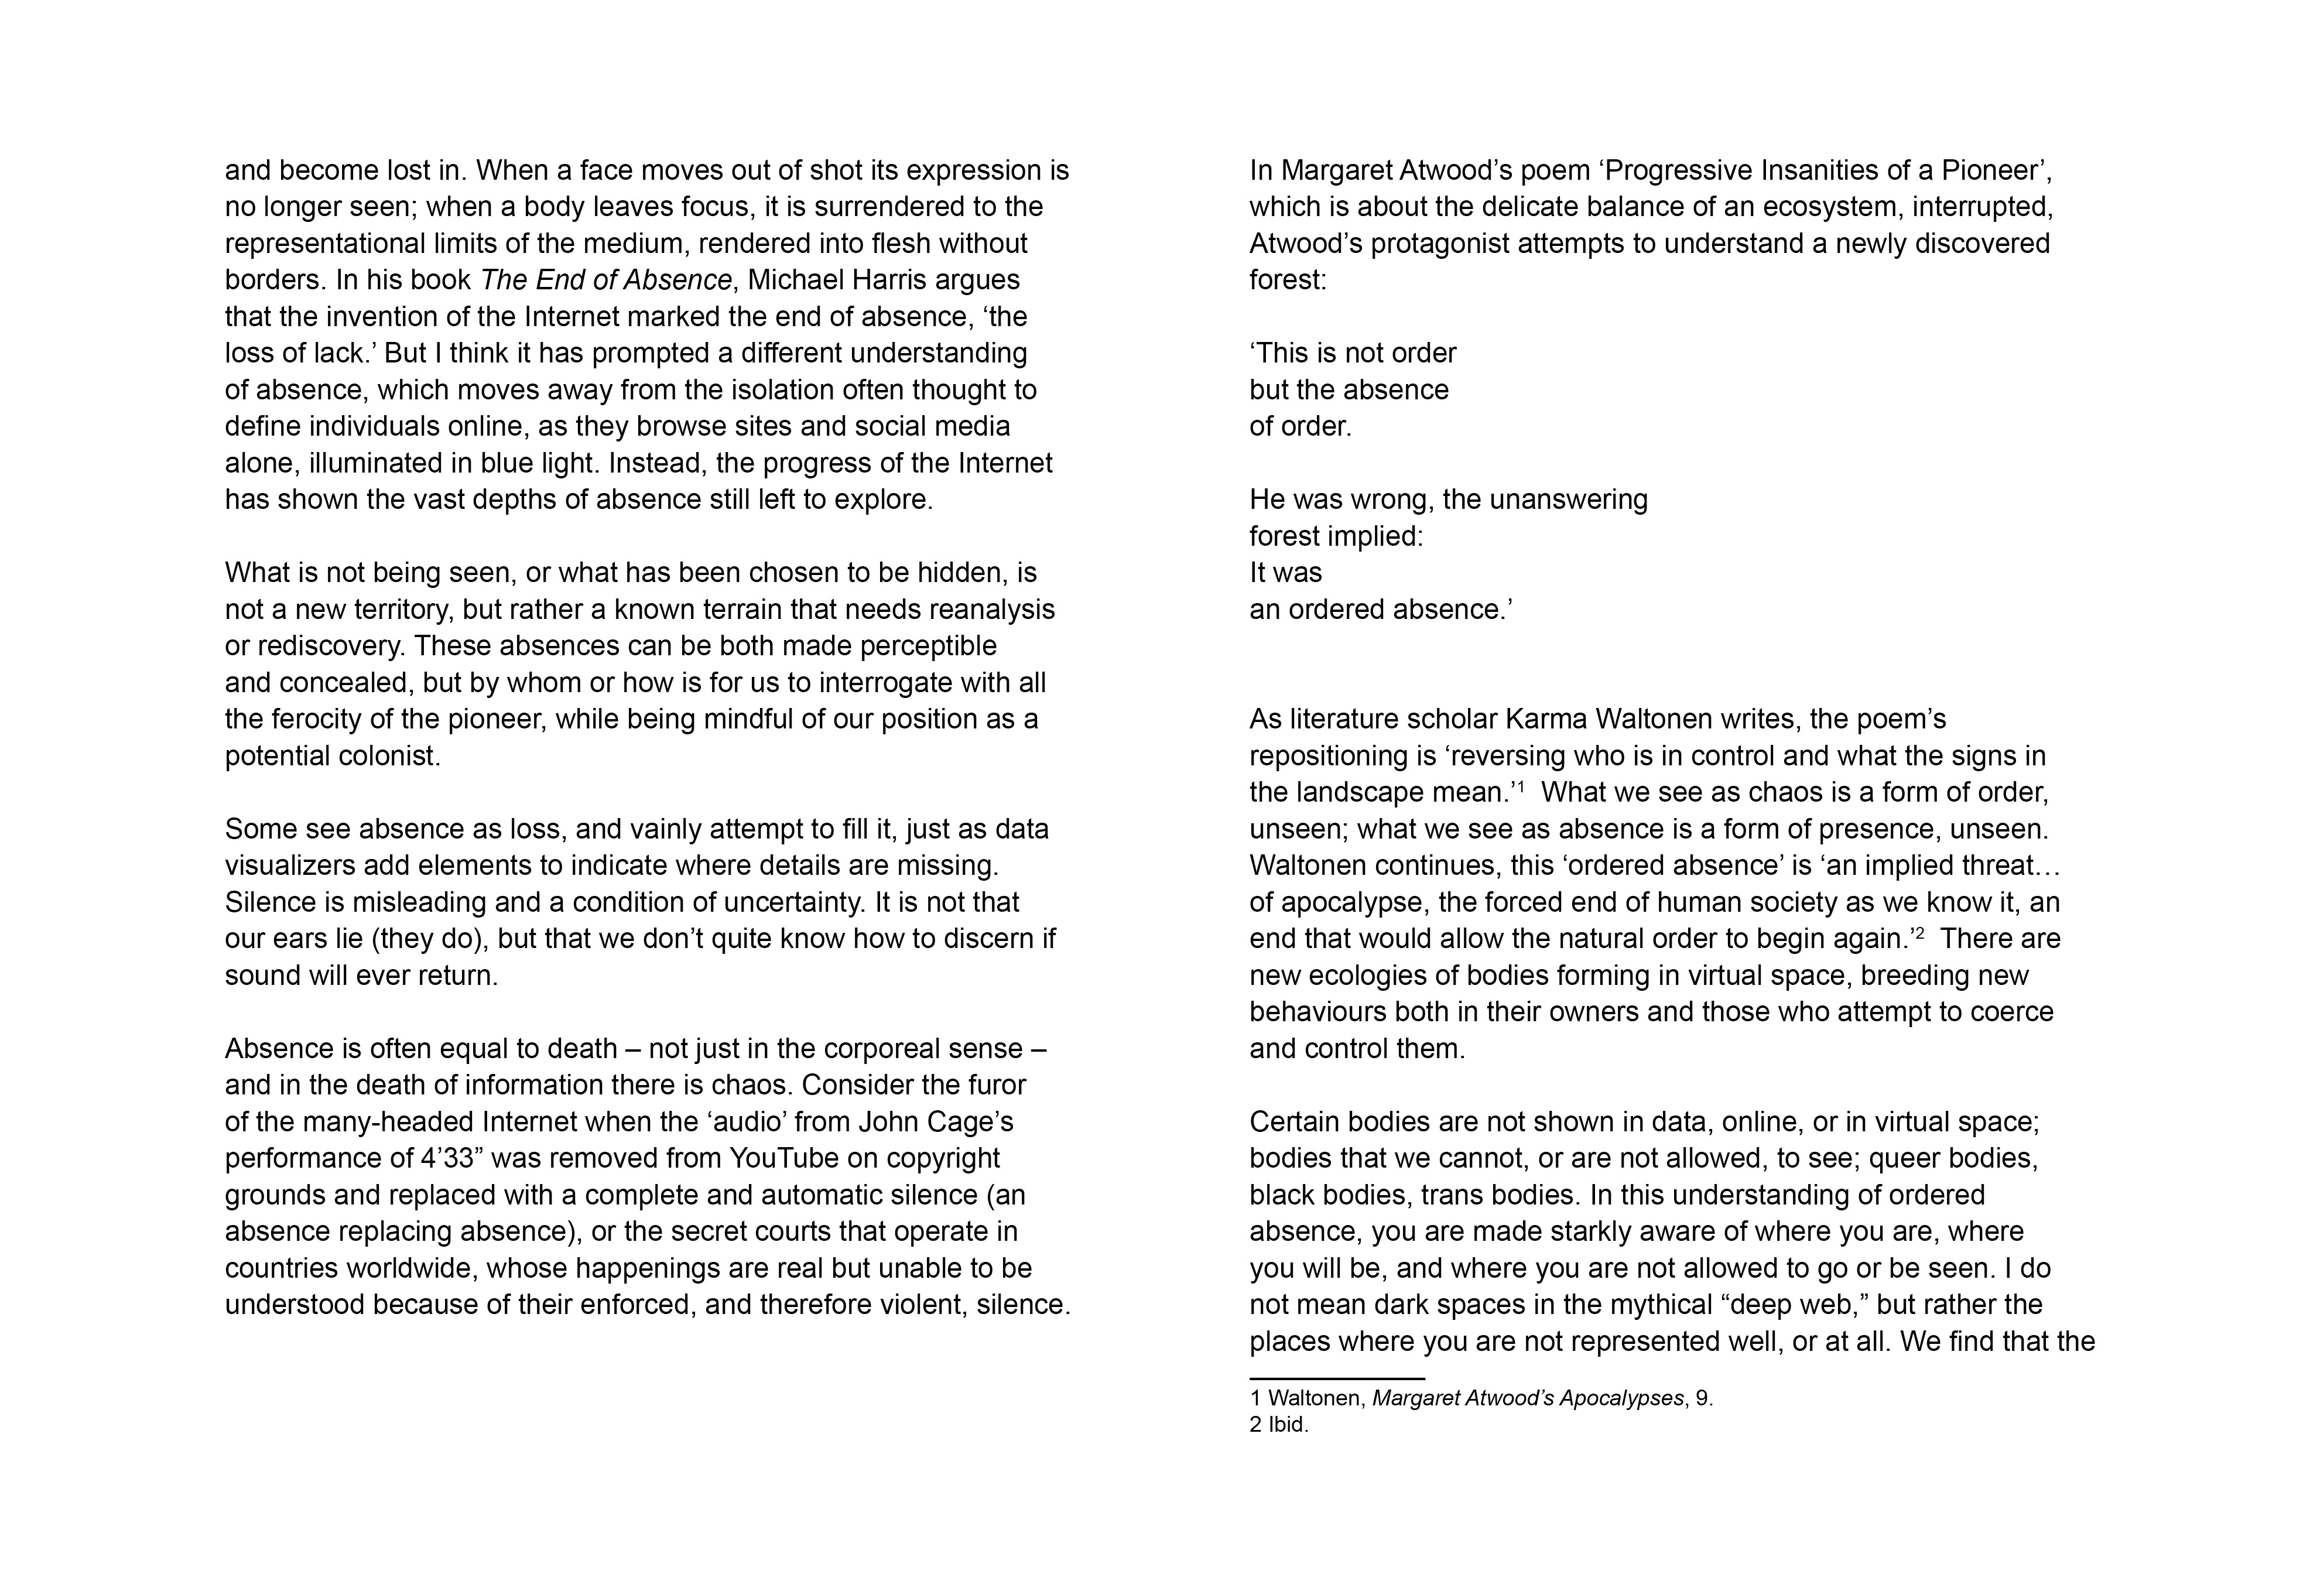 and become lost in. When a face moves out of shot its expression is
no longer seen; when a body leaves focus, it is surrendered to the
representational limits of the medium, rendered into flesh without
borders. In his book The End of Absence, Michael Harris argues
that the invention of the Internet marked the end of absence, ‘the
loss of lack.’ But I think it has prompted a different understanding
of absence, which moves away from the isolation often thought to
define individuals online, as they browse sites and social media
alone, illuminated in blue light. Instead, the progress of the Internet
has shown the vast depths of absence still left to explore.
What is not being seen, or what has been chosen to be hidden, is
not a new territory, but rather a known terrain that needs reanalysis
or rediscovery. These absences can be both made perceptible
and concealed, but by whom or how is for us to interrogate with all
the ferocity of the pioneer, while being mindful of our position as a
potential colonist.
Some see absence as loss, and vainly attempt to fill it, just as data
visualizers add elements to indicate where details are missing.
Silence is misleading and a condition of uncertainty. It is not that
our ears lie (they do), but that we don’t quite know how to discern if
sound will ever return.
Absence is often equal to death – not just in the corporeal sense –
and in the death of information there is chaos. Consider the furor
of the many-headed Internet when the ‘audio’ from John Cage’s
performance of 4’33” was removed from YouTube on copyright
grounds and replaced with a complete and automatic silence (an
absence replacing absence), or the secret courts that operate in
countries worldwide, whose happenings are real but unable to be
understood because of their enforced, and therefore violent, silence.
In Margaret Atwood’s poem ‘Progressive Insanities of a Pioneer’,
which is about the delicate balance of an ecosystem, interrupted,
Atwood’s protagonist attempts to understand a newly discovered
forest:
‘This is not order
but the absence
of order.
He was wrong, the unanswering
forest implied:
It was
an ordered absence.’
As literature scholar Karma Waltonen writes, the poem’s
repositioning is ‘reversing who is in control and what the signs in
the landscape mean.’1 What we see as chaos is a form of order,
unseen; what we see as absence is a form of presence, unseen.
Waltonen continues, this ‘ordered absence’ is ‘an implied threat…
of apocalypse, the forced end of human society as we know it, an
end that would allow the natural order to begin again.’2 There are
new ecologies of bodies forming in virtual space, breeding new
behaviours both in their owners and those who attempt to coerce
and control them.
Certain bodies are not shown in data, online, or in virtual space;
bodies that we cannot, or are not allowed, to see; queer bodies,
black bodies, trans bodies. In this understanding of ordered
absence, you are made starkly aware of where you are, where
you will be, and where you are not allowed to go or be seen. I do
not mean dark spaces in the mythical “deep web,” but rather the
places where you are not represented well, or at all. We find that the
1 Waltonen, Margaret Atwood’s Apocalypses, 9.
2 Ibid.